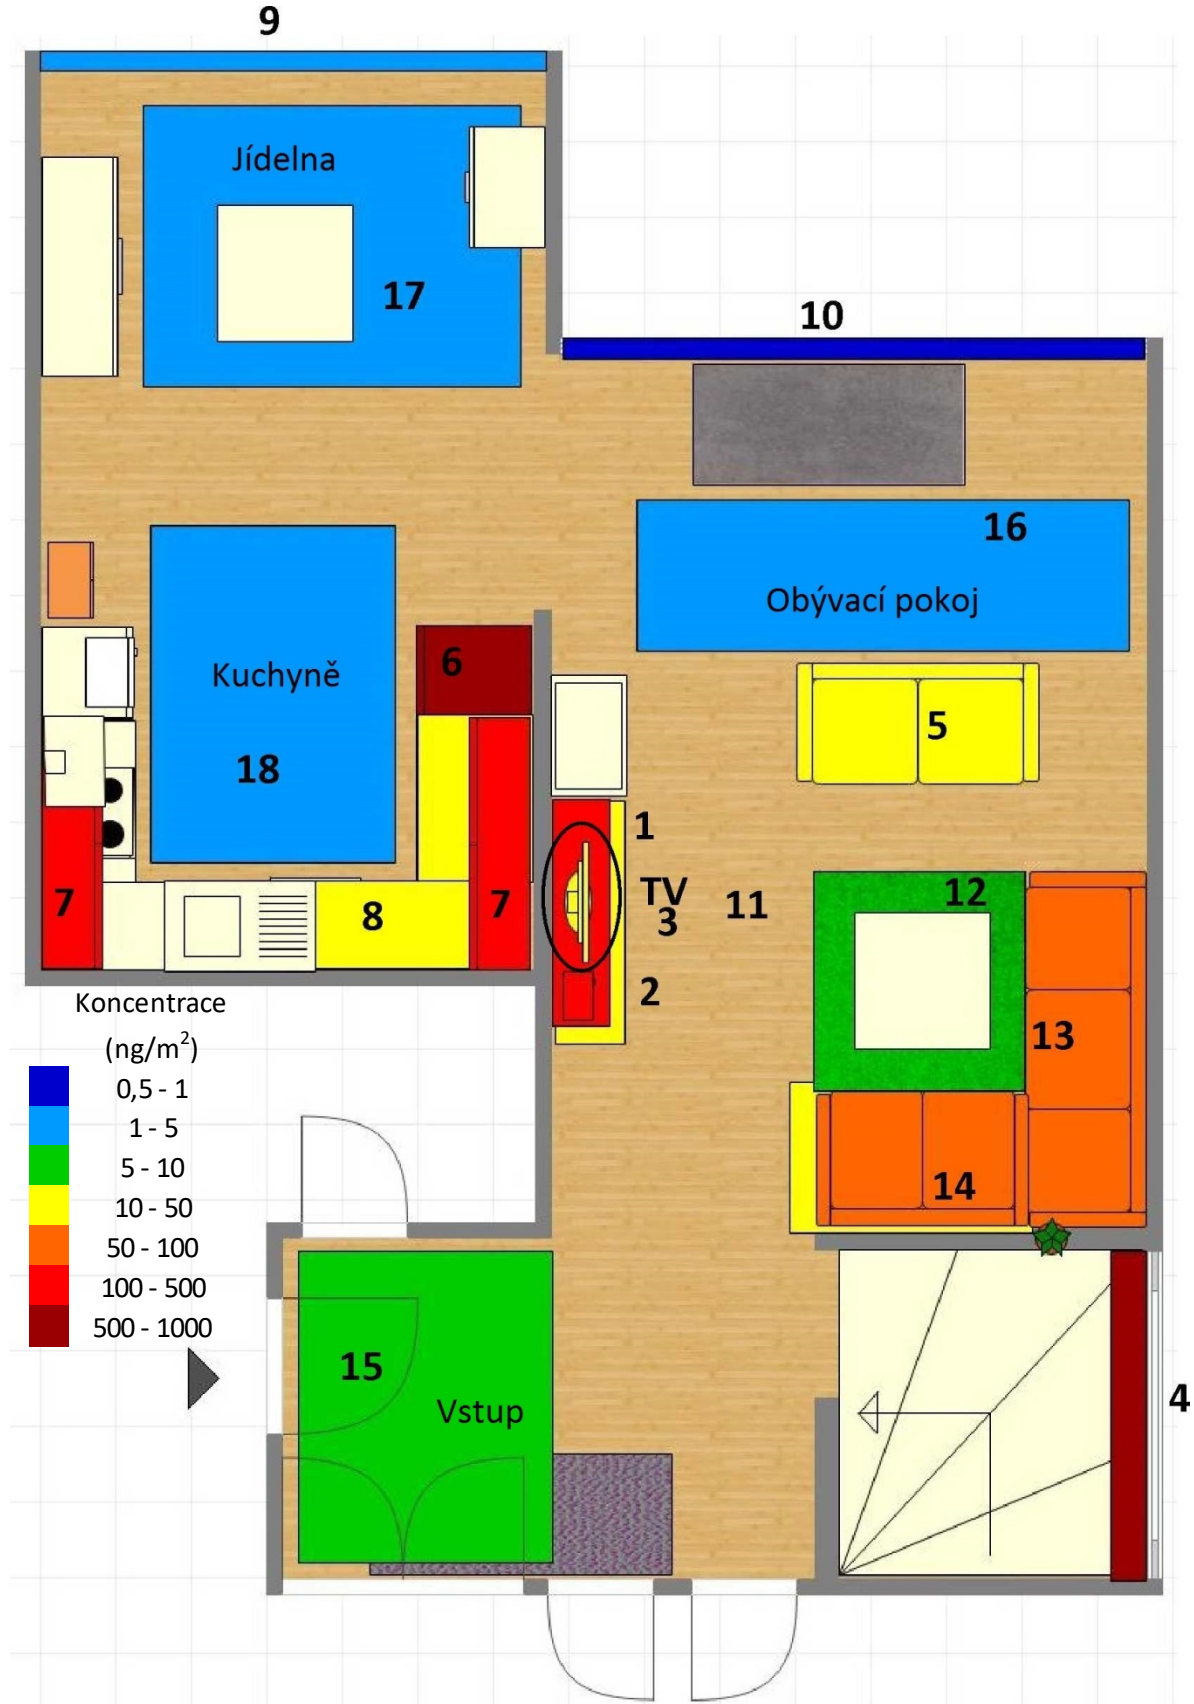 9
Jídelna
17
10
16
Obývací pokoj
Kuchyně
6
5
18
1
TV
3
11
12
7
8
7
2
13
Koncentrace
(ng/m²)
0,5 - 1
1 - 5
5 - 10
10 - 50
50 - 100
100 - 500
500 - 1000
14
15
Vstup
4